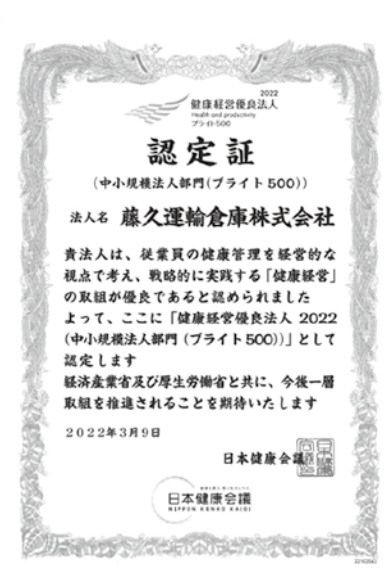 2022
健康経営優良法人
Health and productivity
ブライト500
認定証
(中小規模法人部門(ブライト500))
法人名 藤久運輸倉庫株式会社
貴法人は、従業員の健康管理を経営的な
視点で考え、戦略的に実践する「健康経営」
の取組が優良であると認められました
よって、ここに「健康経営優良法人 2022
(中小規模法人部門(ブライト500))」として
認定します
経済産業省及び厚生労働省と共に、今後一層
取組を推進されることを期待いたします
2022年3月9日
日本健康会議
日本健康会議
NIPPON KENKO KAIGI